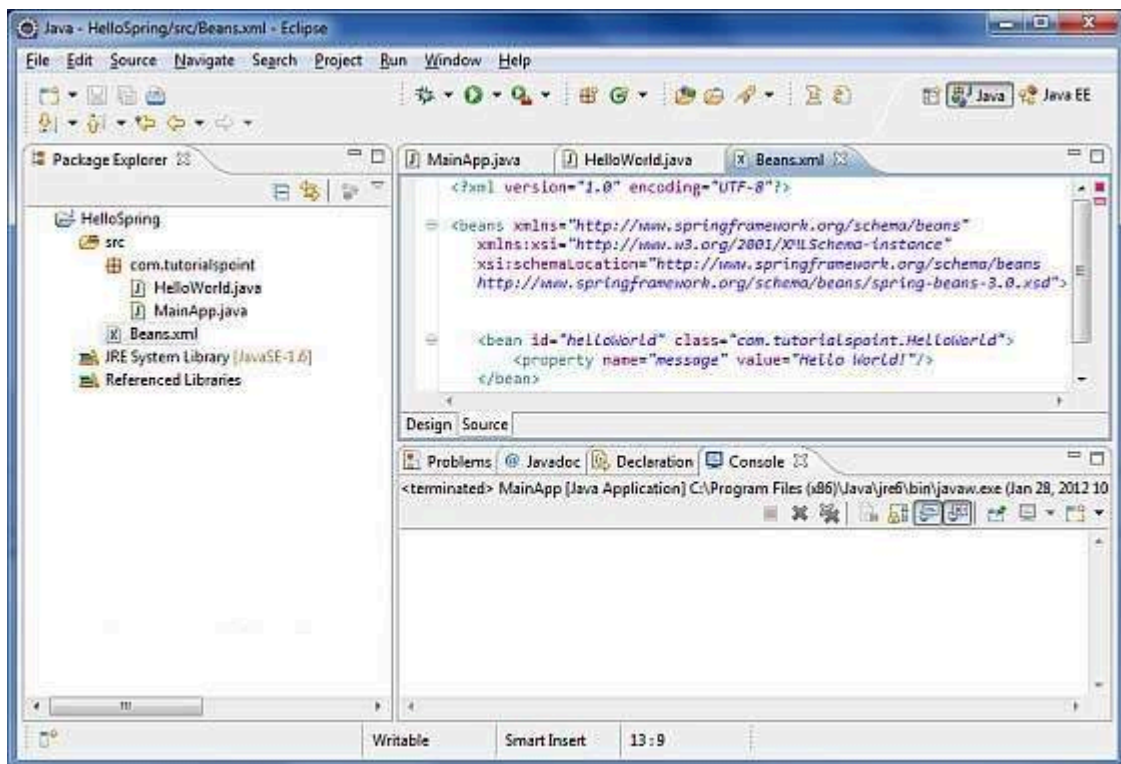 Java - HelloSpring/src/Beans.xml - Eclipse
File Edit Source Navigate Search Project Run Window Help
Java Java EE
Package Explorer
HelloSpring
src
com.tutorialspoint
HelloWorld.java
MainApp.java
Beans.xml
JRE System Library [JavaSE-1.6]
Referenced Libraries
MainApp.java HelloWorld.java Beans.xml
<?xml version="1.0" encoding="UTF-8"?>
<beans xmlns="http://www.springframework.org/schema/beans"
xmlns:xsi="http://www.w3.org/2001/XMLSchema-instance"
xsi:schemaLocation="http://www.springframework.org/schema/beans
http://www.springframework.org/schema/beans/spring-beans-3.0.xsd">
<bean id="helloWorld" class="com.tutorialspoint.HelloWorld">
<property name="message" value="Hello World!"/>
</bean>
Design Source
Problems @ Javadoc Declaration Console
<terminated> MainApp [Java Application] C:\Program Files (x86)\Java\jre6\bin\javaw.exe (Jan 28, 2012 10
Writable Smart Insert 13 : 9